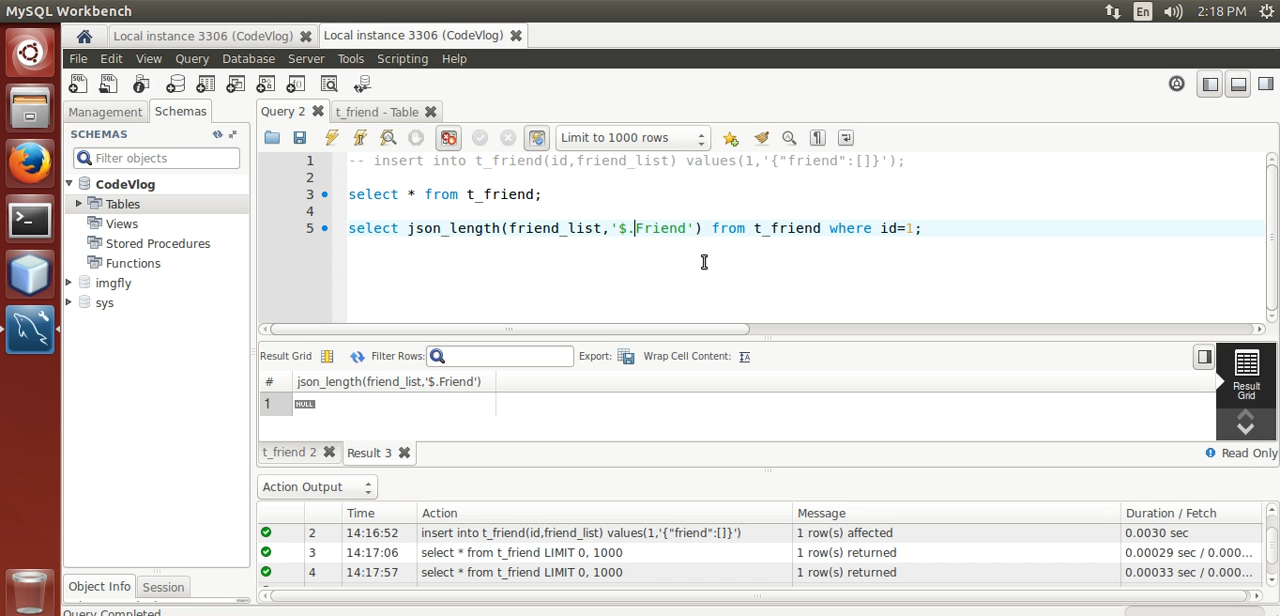 MySQL Workbench
En
2:18 PM
Local instance 3306 (CodeVlog)
Local instance 3306 (CodeVlog)
File Edit View Query Database Server Tools Scripting Help
Management Schemas
Query 2
t_friend - Table
SCHEMAS
Filter objects
Limit to 1000 rows
CodeVlog
Tables
Views
Stored Procedures
Functions
imgfly
sys
1 -- insert into t_friend(id,friend_list) values(1,'{"friend":[]}');
2
3 select * from t_friend;
4
5 select json_length(friend_list,'$.Friend') from t_friend where id=1;
Result Grid
Filter Rows:
Export:
Wrap Cell Content:
# json_length(friend_list,'$.Friend')
1 NULL
Result Grid
t_friend 2
Result 3
Read Only
Action Output
Time Action Message Duration / Fetch
2 14:16:52 insert into t_friend(id,friend_list) values(1,'{"friend":[]}') 1 row(s) affected 0.0030 sec
3 14:17:06 select * from t_friend LIMIT 0, 1000 1 row(s) returned 0.00029 sec / 0.000...
4 14:17:57 select * from t_friend LIMIT 0, 1000 1 row(s) returned 0.00033 sec / 0.000...
Object Info Session
Query Completed